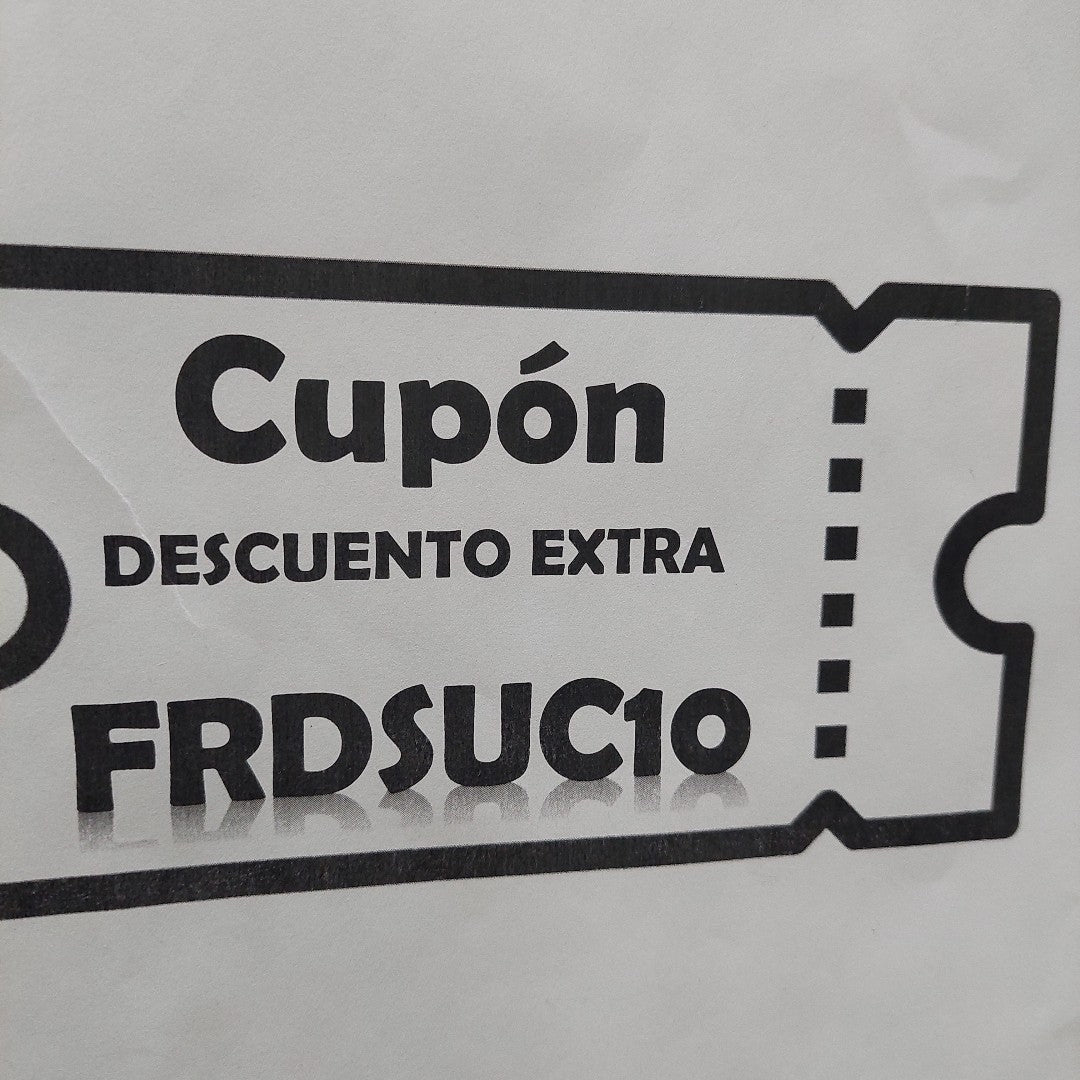 Cupón
DESCUENTO EXTRA
FRDSUC10